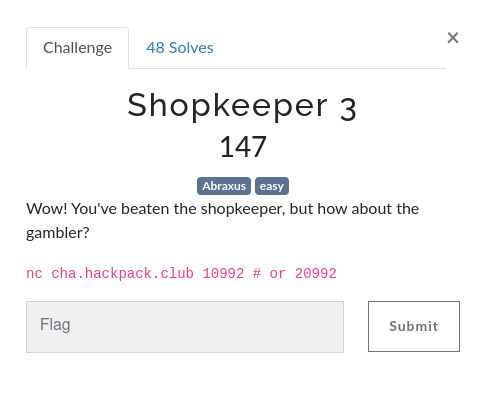 Challenge
48 Solves
×
Shopkeeper 3
147
Abraxus easy
Wow! You've beaten the shopkeeper, but how about the
gambler?
nc cha.hackpack.club 10992 # or 20992
Flag
Submit